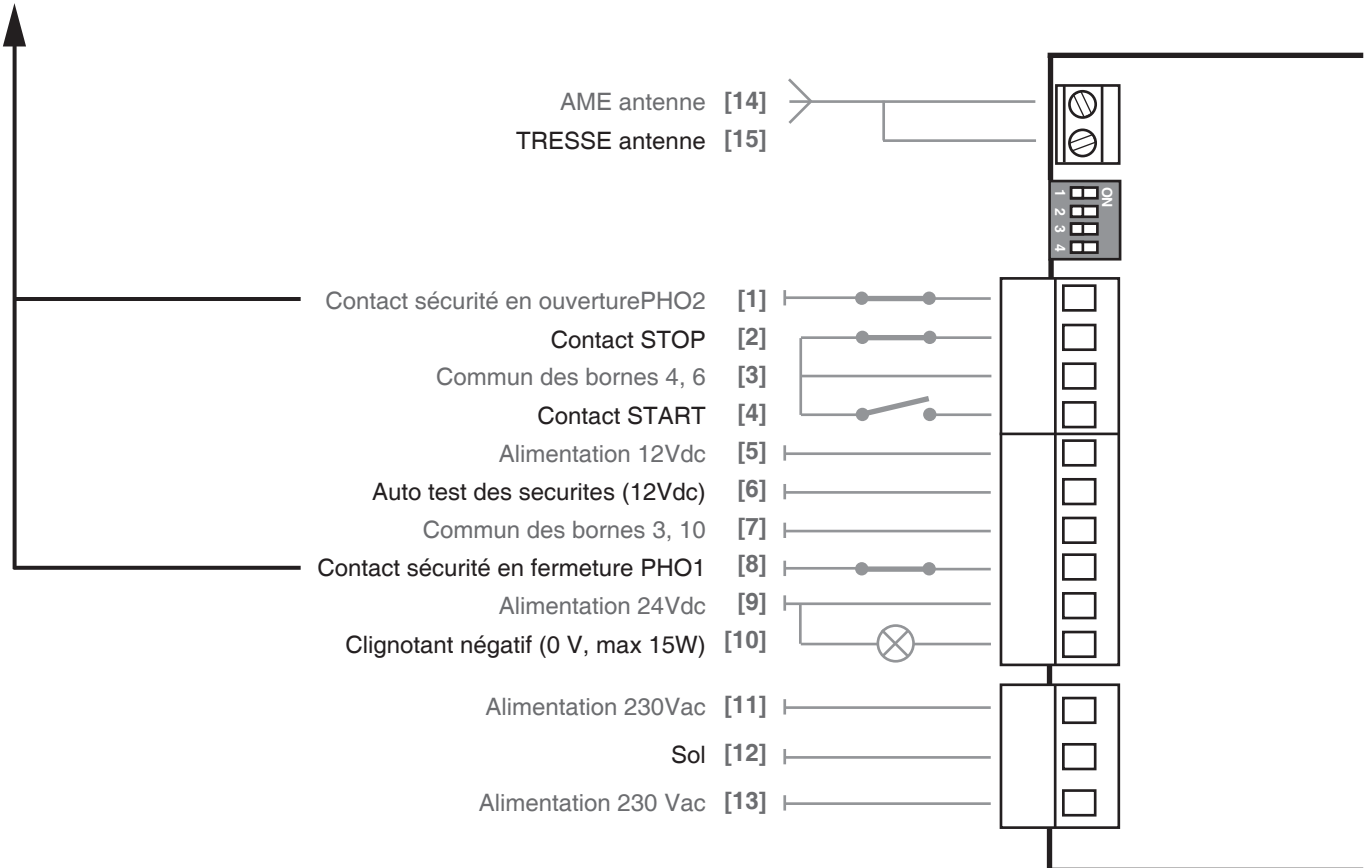 AME antenne [14]
TRESSE antenne [15]
ON
1
2
3
4
Contact sécurité en ouverturePHO2 [1]
Contact STOP [2]
Commun des bornes 4, 6 [3]
Contact START [4]
Alimentation 12Vdc [5]
Auto test des securites (12Vdc) [6]
Commun des bornes 3, 10 [7]
Contact sécurité en fermeture PHO1 [8]
Alimentation 24Vdc [9]
Clignotant négatif (0 V, max 15W) [10]
Alimentation 230Vac [11]
Sol [12]
Alimentation 230 Vac [13]